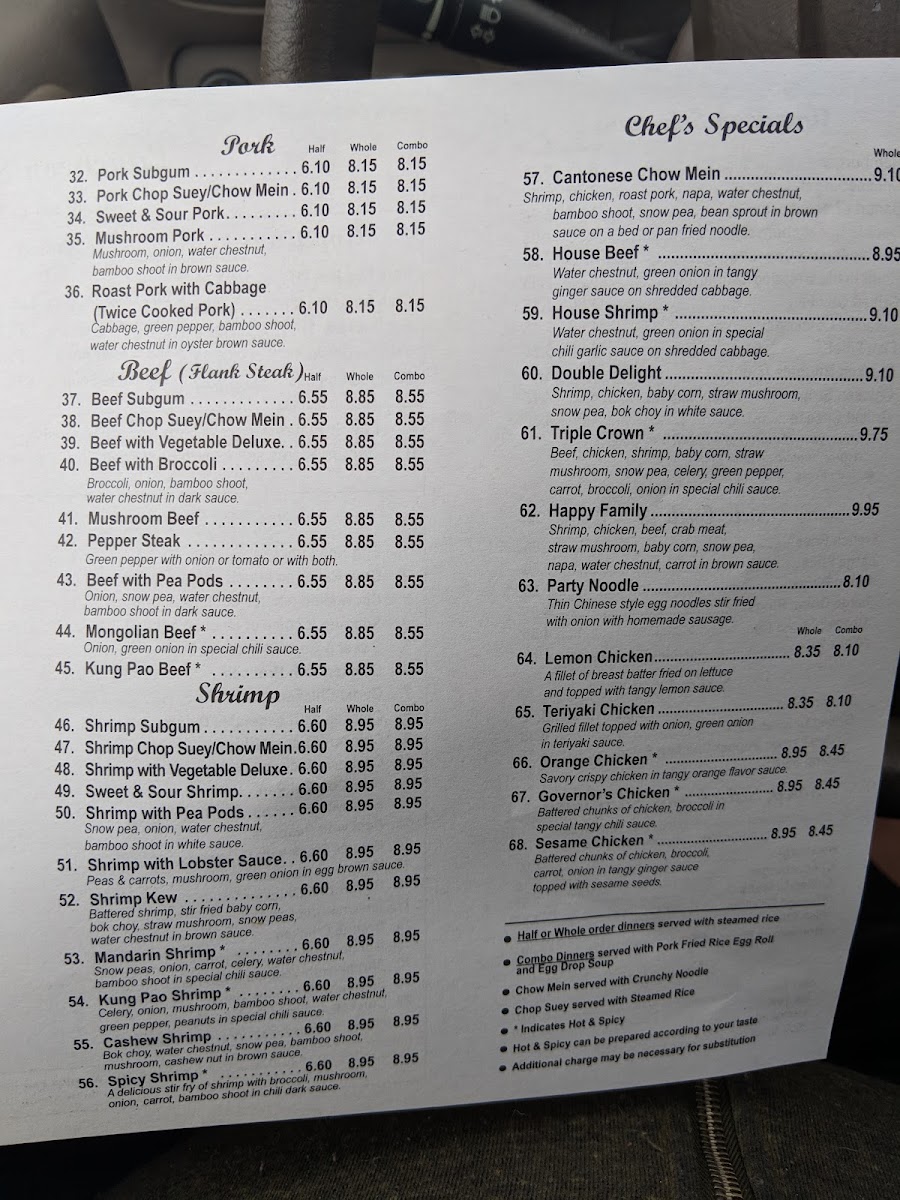 Pork Half Whole Combo
32. Pork Subgum . . . . . . . . . . . . . 6.10 8.15 8.15
33. Pork Chop Suey/Chow Mein . 6.10 8.15 8.15
34. Sweet & Sour Pork. . . . . . . . . 6.10 8.15 8.15
35. Mushroom Pork . . . . . . . . . . . 6.10 8.15 8.15
Mushroom, onion, water chestnut,
bamboo shoot in brown sauce.
36. Roast Pork with Cabbage
(Twice Cooked Pork) . . . . . . . 6.10 8.15 8.15
Cabbage, green pepper, bamboo shoot,
water chestnut in oyster brown sauce.
Beef (Flank Steak) Half Whole Combo
37. Beef Subgum . . . . . . . . . . . . . 6.55 8.85 8.55
38. Beef Chop Suey/Chow Mein . 6.55 8.85 8.55
39. Beef with Vegetable Deluxe. . 6.55 8.85 8.55
40. Beef with Broccoli . . . . . . . . . 6.55 8.85 8.55
Broccoli, onion, bamboo shoot,
water chestnut in dark sauce.
41. Mushroom Beef . . . . . . . . . . . 6.55 8.85 8.55
42. Pepper Steak . . . . . . . . . . . . . 6.55 8.85 8.55
Green pepper with onion or tomato or with both.
43. Beef with Pea Pods . . . . . . . . 6.55 8.85 8.55
Onion, snow pea, water chestnut,
bamboo shoot in dark sauce.
44. Mongolian Beef * . . . . . . . . . . 6.55 8.85 8.55
Onion, green onion in special chili sauce.
45. Kung Pao Beef * . . . . . . . . . . 6.55 8.85 8.55
Shrimp Half Whole Combo
46. Shrimp Subgum . . . . . . . . . . . 6.60 8.95 8.95
47. Shrimp Chop Suey/Chow Mein.6.60 8.95 8.95
48. Shrimp with Vegetable Deluxe. 6.60 8.95 8.95
49. Sweet & Sour Shrimp. . . . . . . 6.60 8.95 8.95
50. Shrimp with Pea Pods . . . . . . 6.60 8.95 8.95
Snow pea, onion, water chestnut,
bamboo shoot in white sauce.
51. Shrimp with Lobster Sauce. . 6.60 8.95 8.95
Peas & carrots, mushroom, green onion in egg brown sauce.
52. Shrimp Kew . . . . . . . . . . . . . 6.60 8.95 8.95
Battered shrimp, stir fried baby corn,
bok choy, straw mushroom, snow peas,
water chestnut in brown sauce.
53. Mandarin Shrimp * . . . . . . . . 6.60 8.95 8.95
Snow peas, onion, carrot, celery, water chestnut,
bamboo shoot in special chili sauce.
54. Kung Pao Shrimp * . . . . . . . . 6.60 8.95 8.95
Celery, onion, mushroom, bamboo shoot, water chestnut,
green pepper, peanuts in special chili sauce.
55. Cashew Shrimp . . . . . . . . . . . 6.60 8.95 8.95
Bok choy, water chestnut, snow pea, bamboo shoot,
mushroom, cashew nut in brown sauce.
56. Spicy Shrimp * . . . . . . . . . . . 6.60 8.95 8.95
A delicious stir fry of shrimp with broccoli, mushroom,
onion, carrot, bamboo shoot in chili dark sauce.
Chef's Specials
Whole
57. Cantonese Chow Mein ..................................9.10
Shrimp, chicken, roast pork, napa, water chestnut,
bamboo shoot, snow pea, bean sprout in brown
sauce on a bed or pan fried noodle.
58. House Beef * .................................................8.95
Water chestnut, green onion in tangy
ginger sauce on shredded cabbage.
59. House Shrimp * .............................................9.10
Water chestnut, green onion in special
chili garlic sauce on shredded cabbage.
60. Double Delight ..............................................9.10
Shrimp, chicken, baby corn, straw mushroom,
snow pea, bok choy in white sauce.
61. Triple Crown * ..............................................9.75
Beef, chicken, shrimp, baby corn, straw
mushroom, snow pea, celery, green pepper,
carrot, broccoli, onion in special chili sauce.
62. Happy Family ..............................................9.95
Shrimp, chicken, beef, crab meat,
straw mushroom, baby corn, snow pea,
napa, water chestnut, carrot in brown sauce.
63. Party Noodle ..............................................8.10
Thin Chinese style egg noodles stir fried
with onion with homemade sausage.
Whole Combo
64. Lemon Chicken................................ 8.35 8.10
A fillet of breast batter fried on lettuce
and topped with tangy lemon sauce.
65. Teriyaki Chicken .............................. 8.35 8.10
Grilled fillet topped with onion, green onion
in teriyaki sauce.
66. Orange Chicken * ........................... 8.95 8.45
Savory crispy chicken in tangy orange flavor sauce.
67. Governor's Chicken * ..................... 8.95 8.45
Battered chunks of chicken, broccoli in
special tangy chili sauce.
68. Sesame Chicken * ........................... 8.95 8.45
Battered chunks of chicken, broccoli,
carrot, onion in tangy ginger sauce
topped with sesame seeds.
● Half or Whole order dinners served with steamed rice
● Combo Dinners served with Pork Fried Rice Egg Roll
and Egg Drop Soup
● Chow Mein served with Crunchy Noodle
● Chop Suey served with Steamed Rice
● * Indicates Hot & Spicy
● Hot & Spicy can be prepared according to your taste
● Additional charge may be necessary for substitution